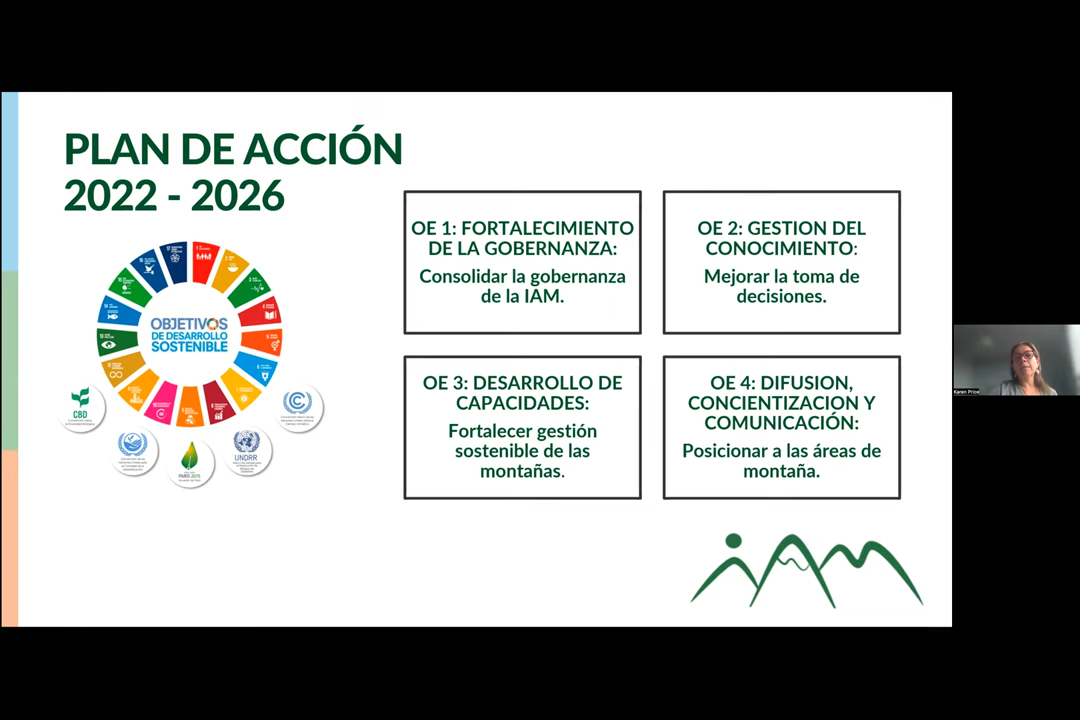 PLAN DE ACCIÓN
2022 - 2026
OBJETIVOS
DE DESARROLLO
SOSTENIBLE
CBD
PARIS 2015
UNDRR
OE 1: FORTALECIMIENTO
DE LA GOBERNANZA:
Consolidar la gobernanza
de la IAM.
OE 2: GESTION DEL
CONOCIMIENTO:
Mejorar la toma de
decisiones.
OE 3: DESARROLLO DE
CAPACIDADES:
Fortalecer gestión
sostenible de las
montañas.
OE 4: DIFUSION,
CONCIENTIZACION Y
COMUNICACIÓN:
Posicionar a las áreas de
montaña.
iAM
Karen Price